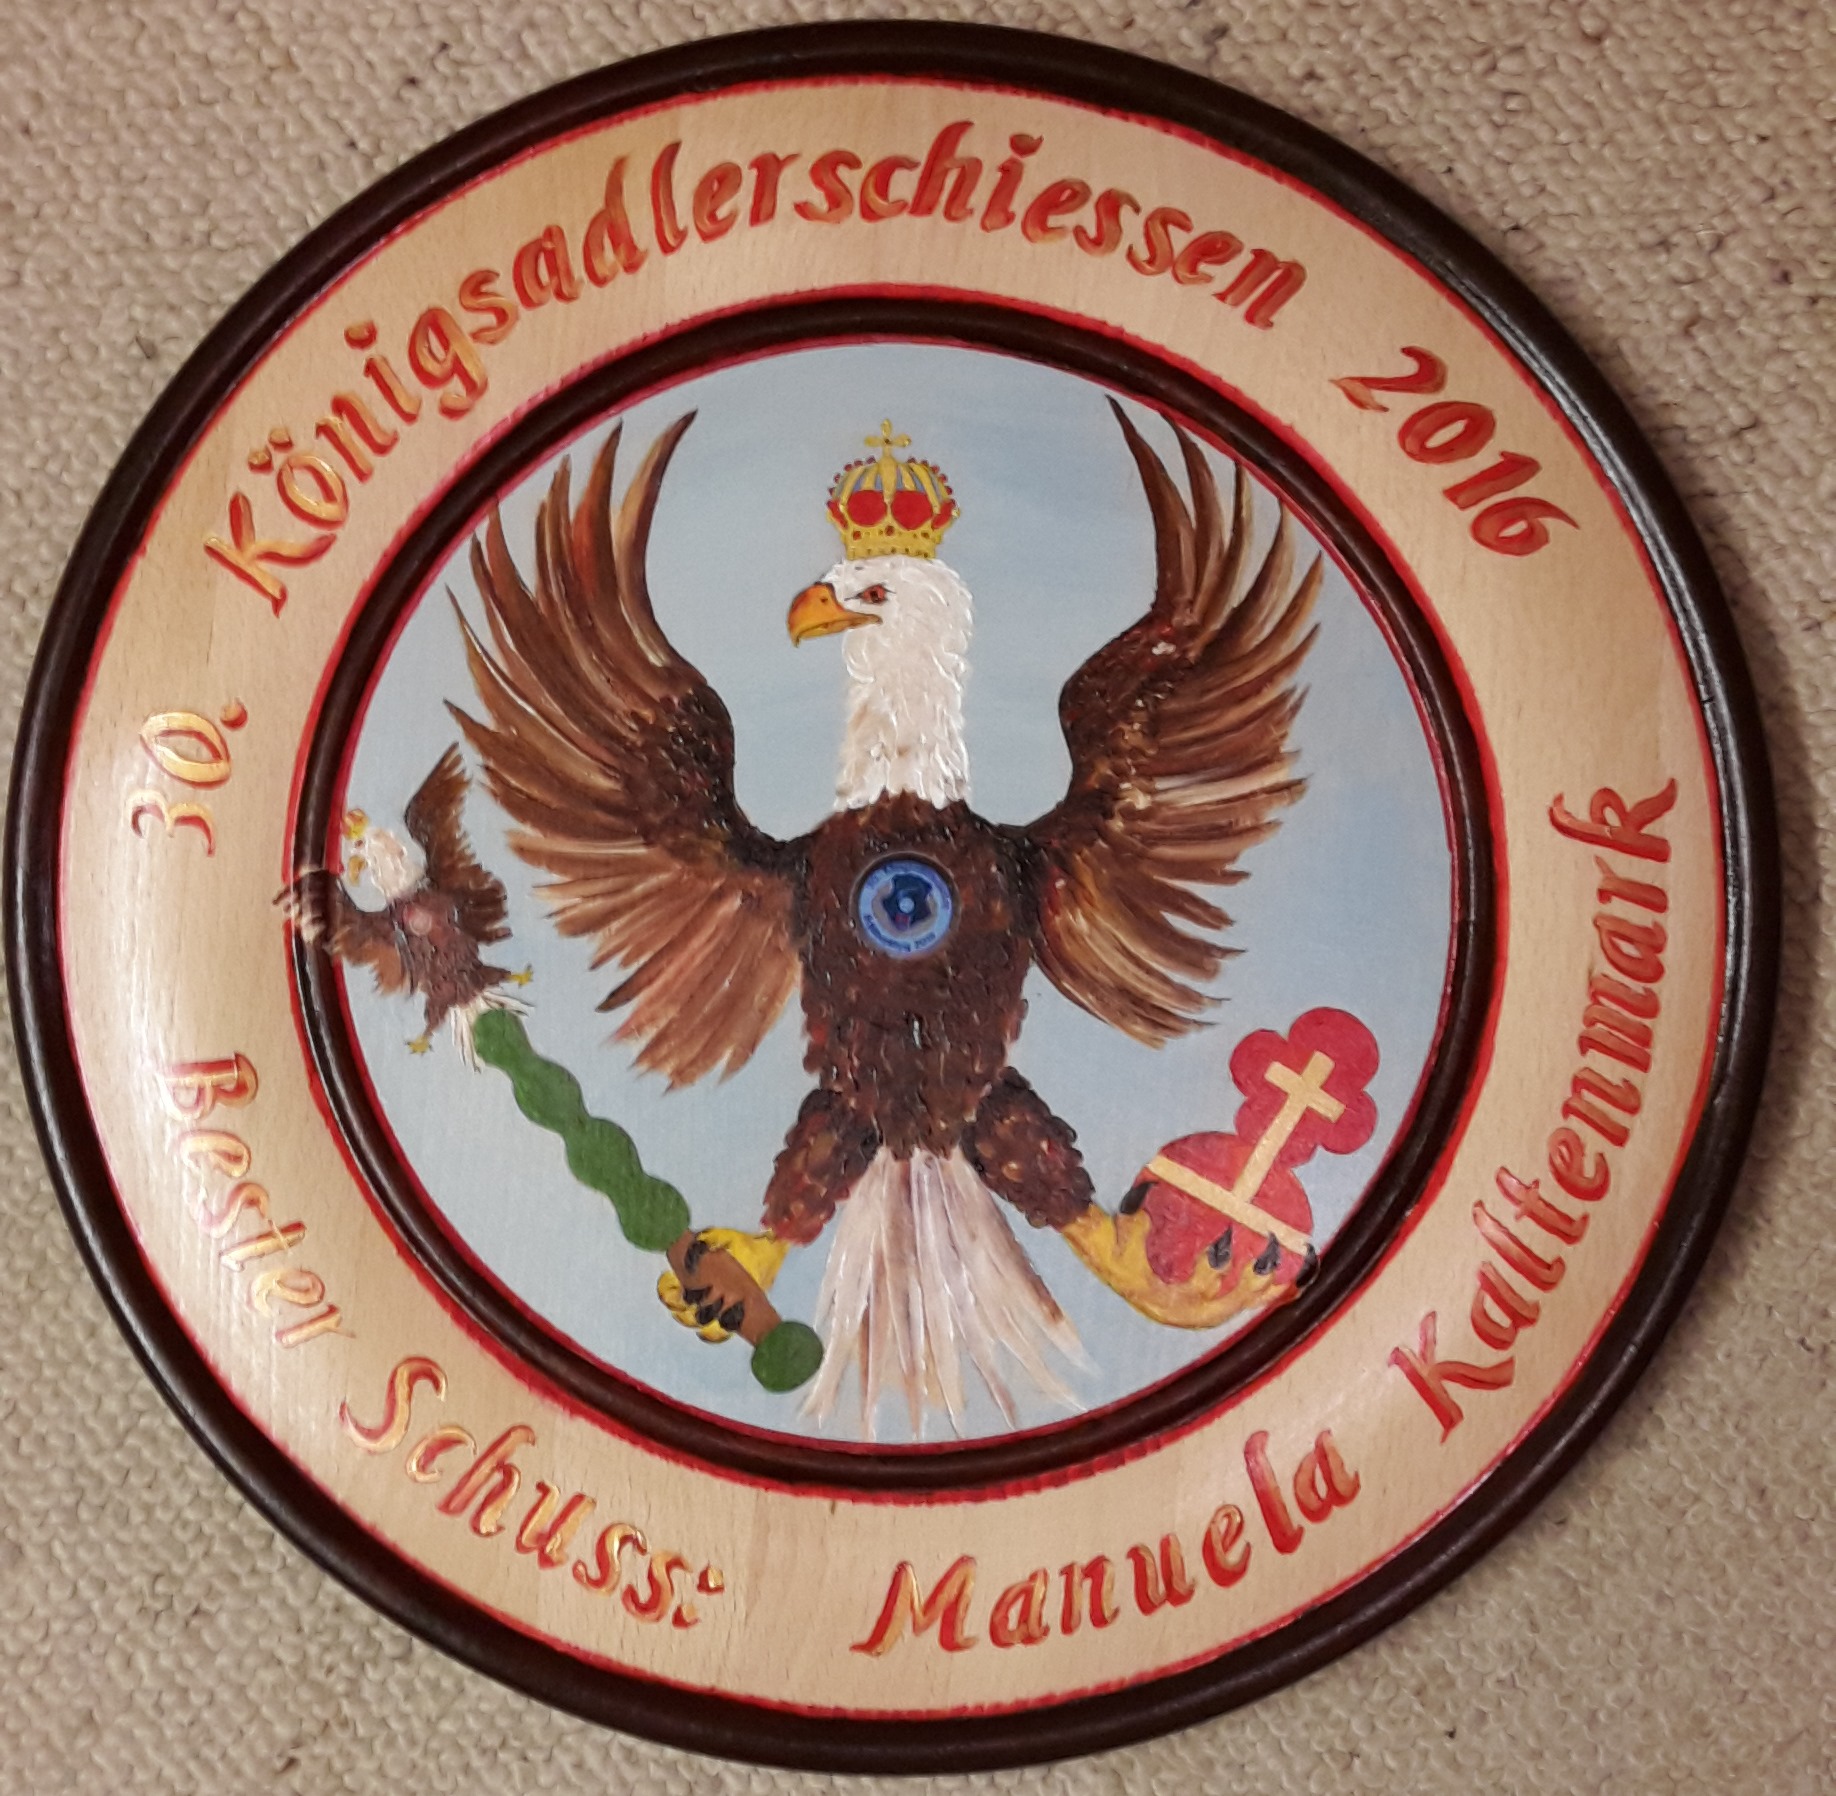 30. Königsadlerschiessen 2016
Bester Schuss: Manuela Kaltenmark